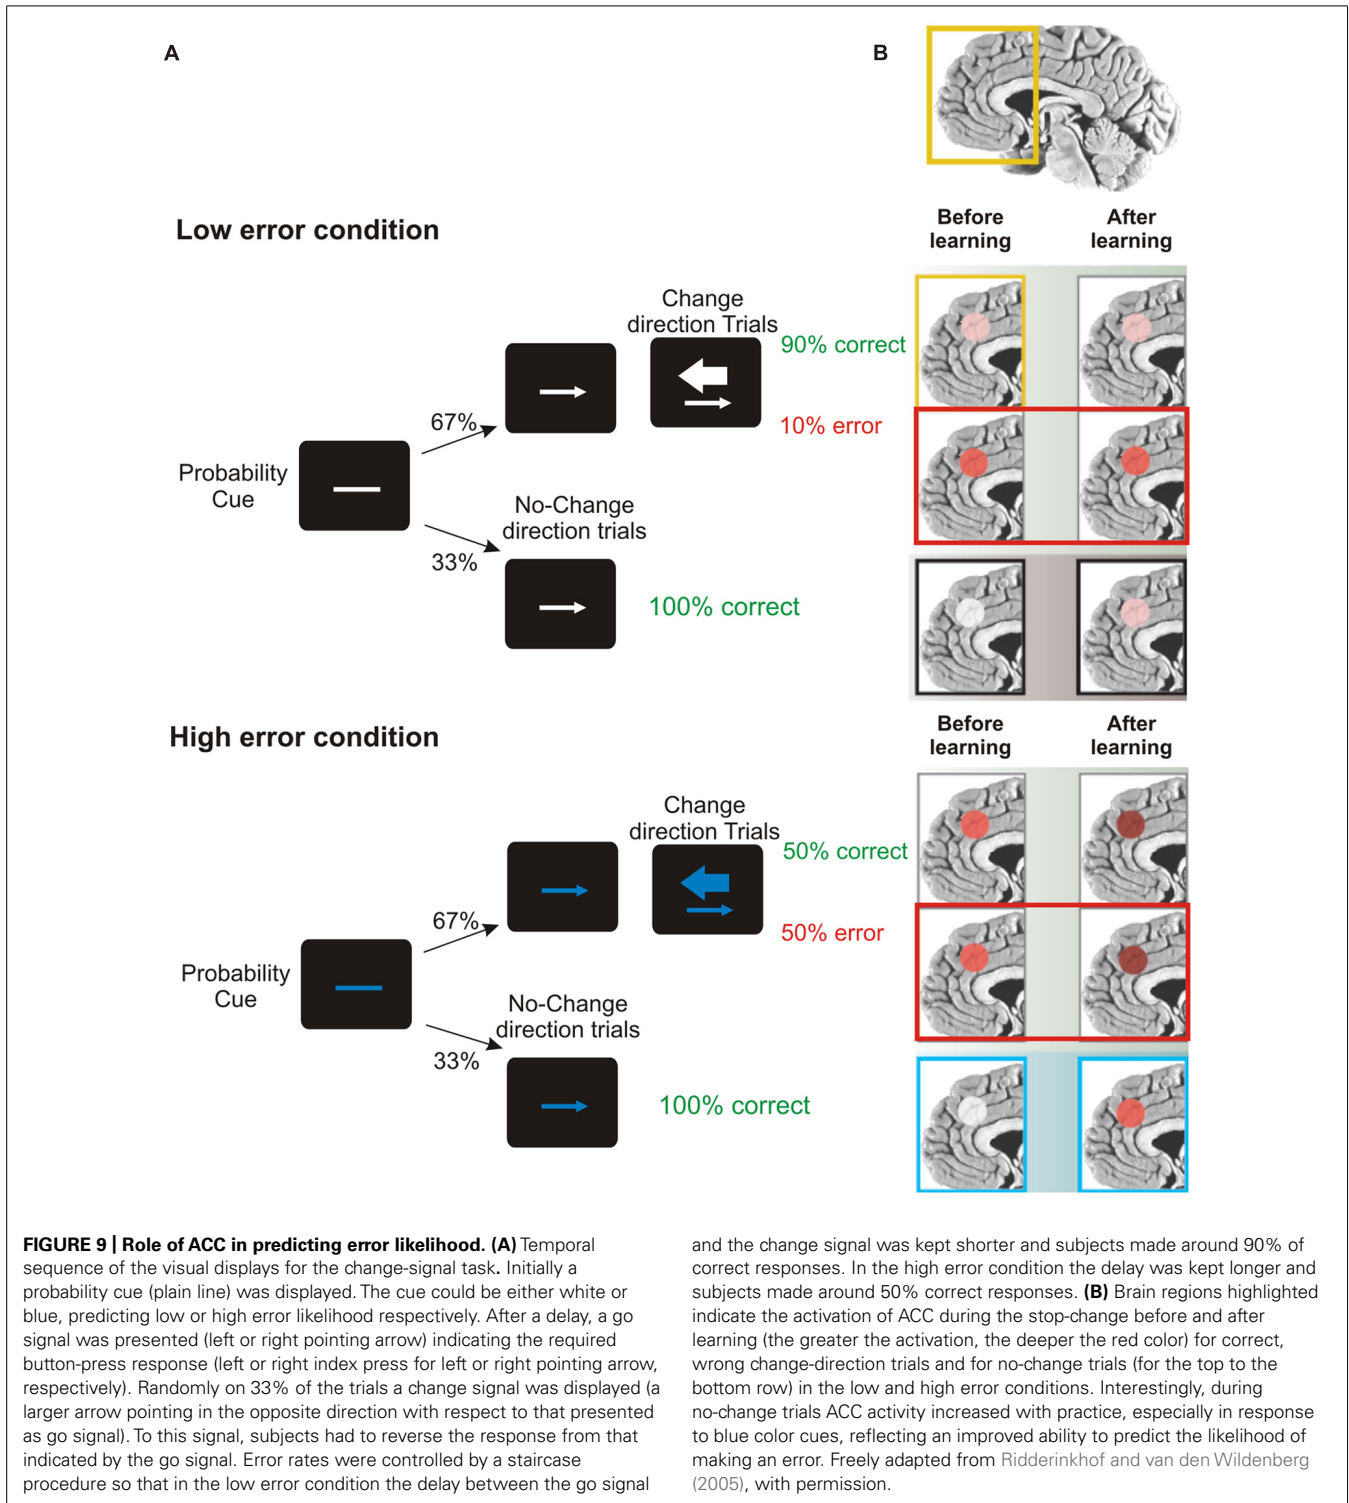 A
B
Before
learning
After
learning
Low error condition
Change
direction Trials
90% correct
67%
10% error
Probability
Cue
No-Change
direction trials
33%
100% correct
Before
learning
After
learning
High error condition
Change
direction Trials
50% correct
67%
50% error
Probability
Cue
No-Change
direction trials
33%
100% correct
FIGURE 9 | Role of ACC in predicting error likelihood. (A) Temporal
sequence of the visual displays for the change-signal task. Initially a
probability cue (plain line) was displayed. The cue could be either white or
blue, predicting low or high error likelihood respectively. After a delay, a go
signal was presented (left or right pointing arrow) indicating the required
button-press response (left or right index press for left or right pointing arrow,
respectively). Randomly on 33% of the trials a change signal was displayed (a
larger arrow pointing in the opposite direction with respect to that presented
as go signal). To this signal, subjects had to reverse the response from that
indicated by the go signal. Error rates were controlled by a staircase
procedure so that in the low error condition the delay between the go signal
and the change signal was kept shorter and subjects made around 90% of
correct responses. In the high error condition the delay was kept longer and
subjects made around 50% correct responses. (B) Brain regions highlighted
indicate the activation of ACC during the stop-change before and after
learning (the greater the activation, the deeper the red color) for correct,
wrong change-direction trials and for no-change trials (for the top to the
bottom row) in the low and high error conditions. Interestingly, during
no-change trials ACC activity increased with practice, especially in response
to blue color cues, reflecting an improved ability to predict the likelihood of
making an error. Freely adapted from Ridderinkhof and van den Wildenberg
(2005), with permission.